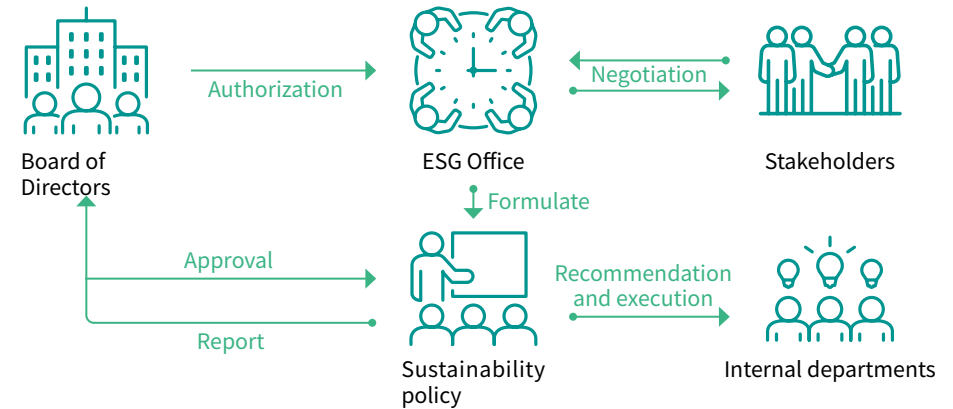 Authorization
Negotiation
Board of
Directors
ESG Office
Stakeholders
Formulate
Approval
Recommendation
and execution
Report
Sustainability
policy
Internal departments